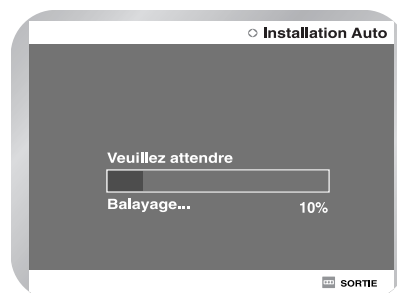 Installation Auto
Veuillez attendre
Balayage...
10%
SORTIE